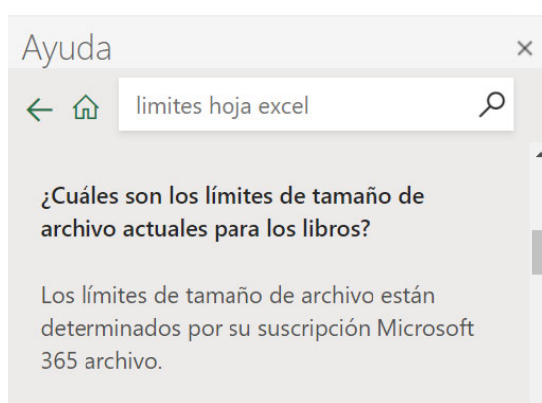 Ayuda
limites hoja excel
¿Cuáles son los límites de tamaño de
archivo actuales para los libros?
Los límites de tamaño de archivo están
determinados por su suscripción Microsoft
365 archivo.